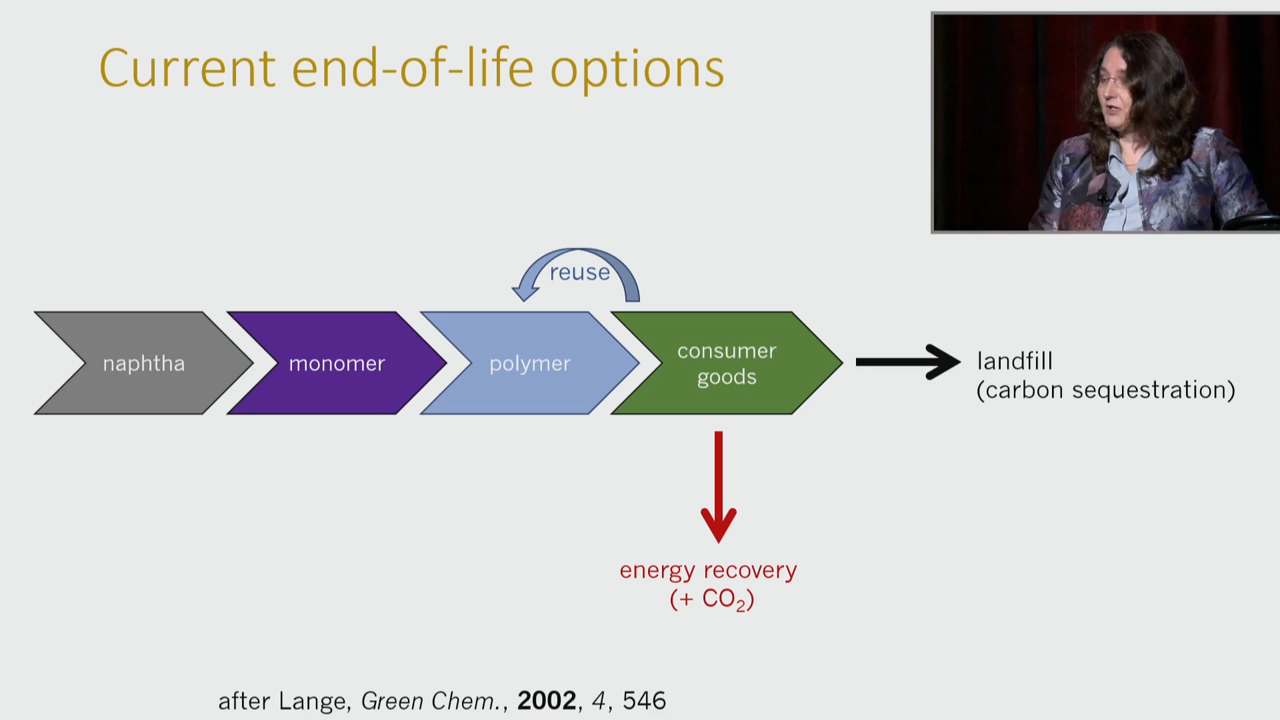 Current end-of-life options
reuse
naphtha
monomer
polymer
consumer
goods
landfill
(carbon sequestration)
energy recovery
(+ CO₂)
after Lange, Green Chem., 2002, 4, 546